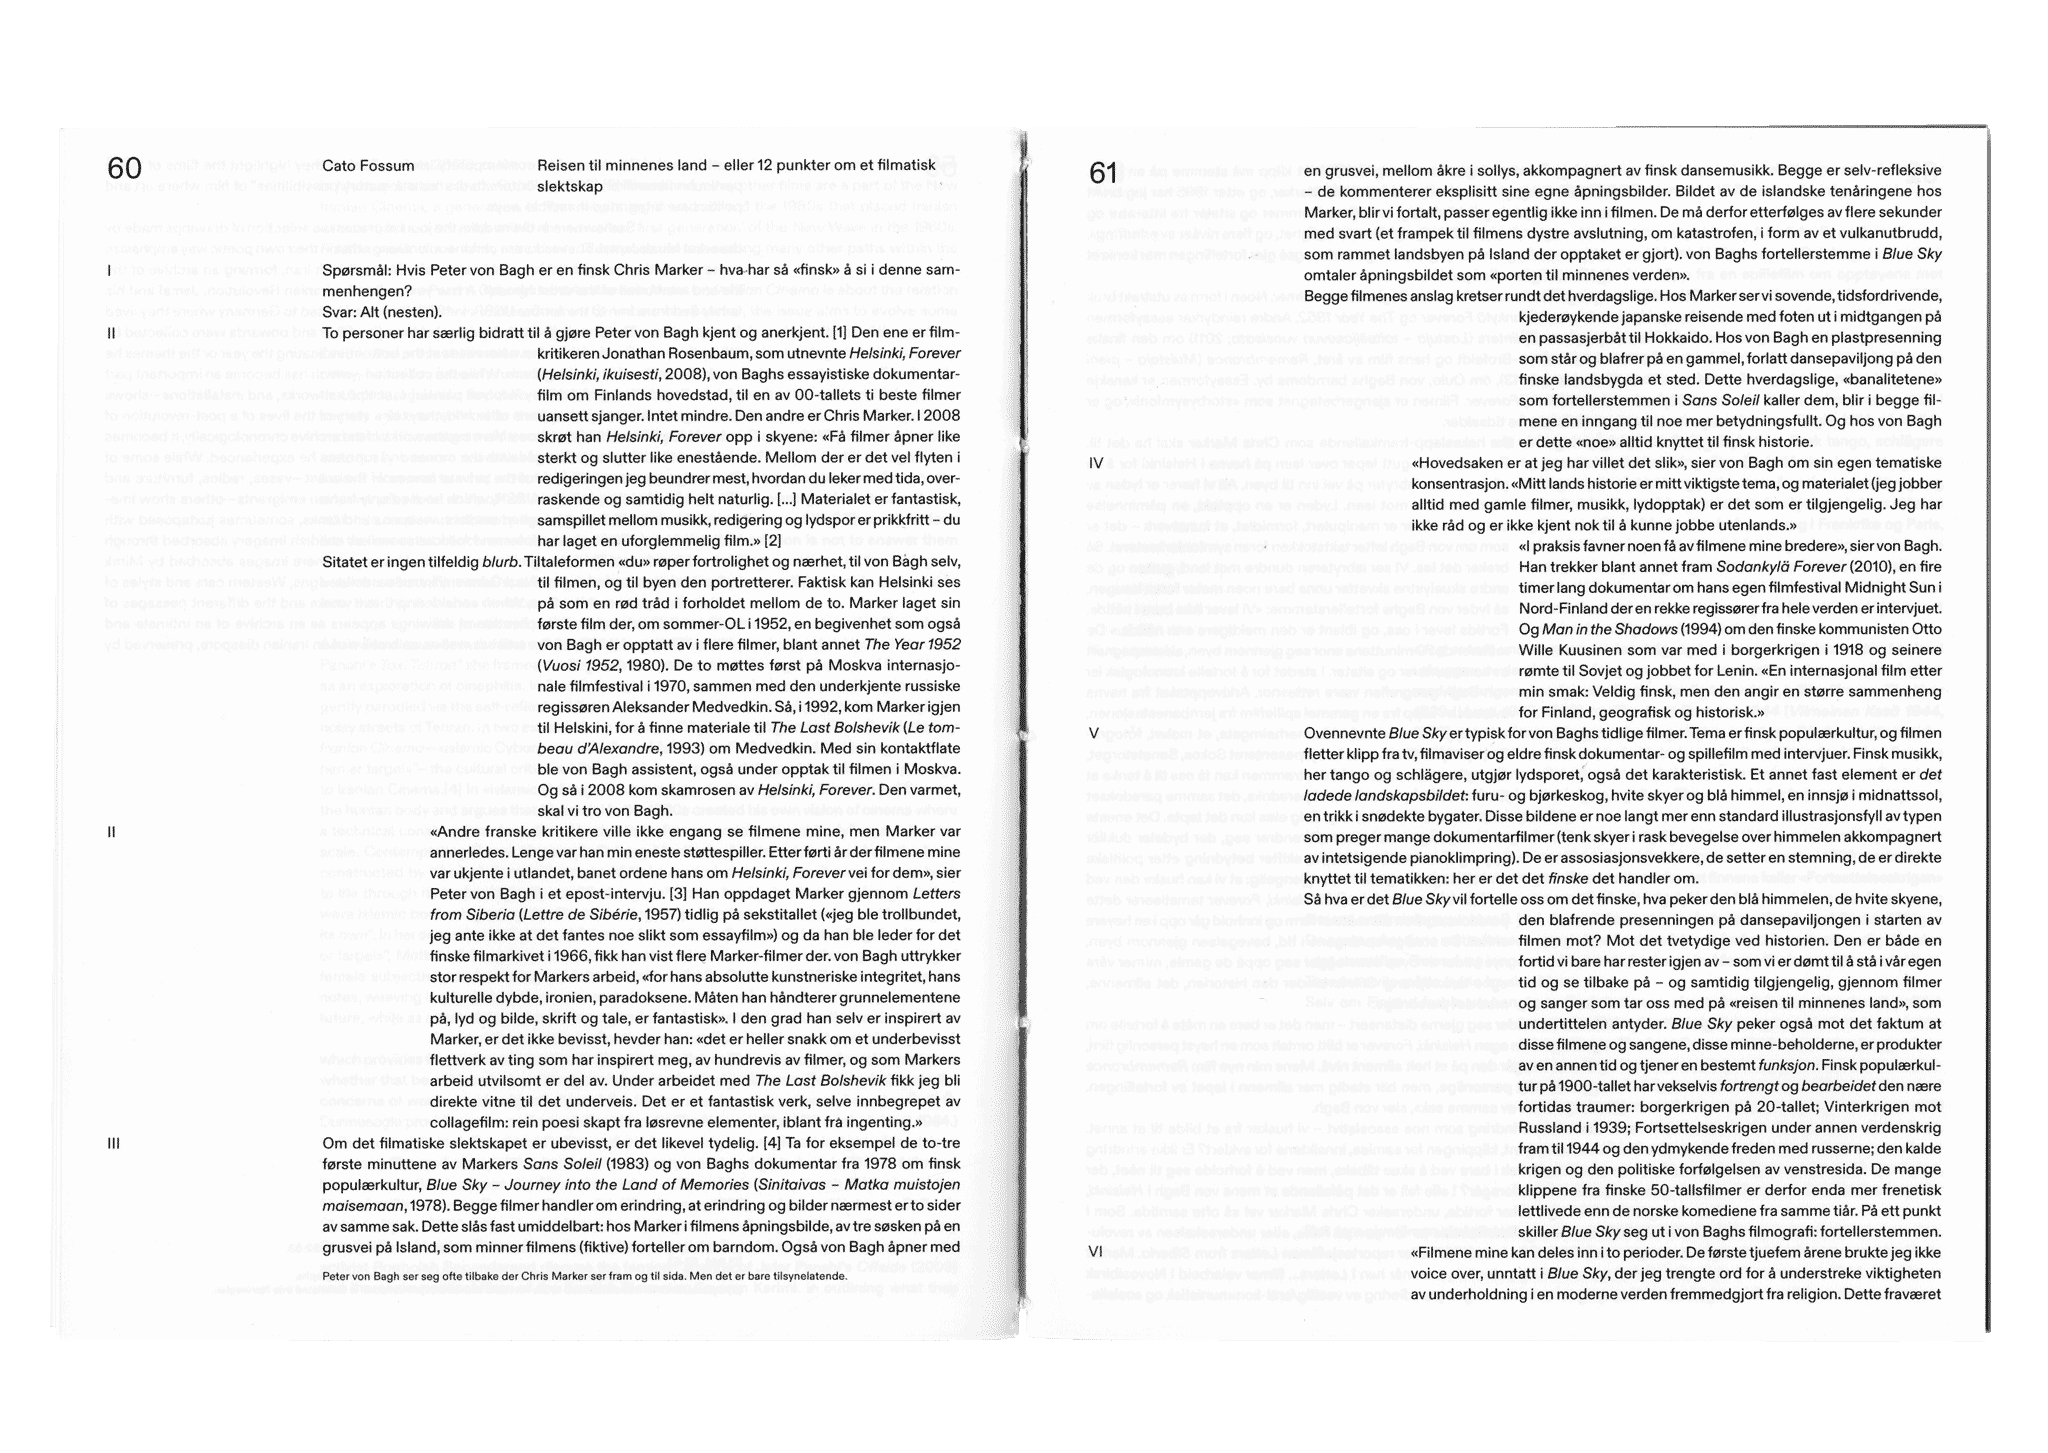 60
Cato Fossum
Reisen til minnenes land – eller 12 punkter om et filmatisk
slektskap
I
Spørsmål: Hvis Peter von Bagh er en finsk Chris Marker – hva har så «finsk» å si i denne sam-
menhengen?
Svar: Alt (nesten).
II
To personer har særlig bidratt til å gjøre Peter von Bagh kjent og anerkjent. [1] Den ene er film-
kritikeren Jonathan Rosenbaum, som utnevnte Helsinki, Forever
(Helsinki, ikuisesti, 2008), von Baghs essayistiske dokumentar-
film om Finlands hovedstad, til en av 00-tallets ti beste filmer
uansett sjanger. Intet mindre. Den andre er Chris Marker. I 2008
skrøt han Helsinki, Forever opp i skyene: «Få filmer åpner like
sterkt og slutter like enestående. Mellom der er det vel flyten i
redigeringen jeg beundrer mest, hvordan du leker med tida, over-
raskende og samtidig helt naturlig. [...] Materialet er fantastisk,
samspillet mellom musikk, redigering og lydspor er prikkfritt – du
har laget en uforglemmelig film.» [2]
Sitatet er ingen tilfeldig blurb. Tiltaleformen «du» røper fortrolighet og nærhet, til von Bagh selv,
til filmen, og til byen den portretterer. Faktisk kan Helsinki ses
på som en rød tråd i forholdet mellom de to. Marker laget sin
første film der, om sommer-OL i 1952, en begivenhet som også
von Bagh er opptatt av i flere filmer, blant annet The Year 1952
(Vuosi 1952, 1980). De to møttes først på Moskva internasjo-
nale filmfestival i 1970, sammen med den underkjente russiske
regissøren Aleksander Medvedkin. Så, i 1992, kom Marker igjen
til Helskini, for å finne materiale til The Last Bolshevik (Le tom-
beau d'Alexandre, 1993) om Medvedkin. Med sin kontaktflate
ble von Bagh assistent, også under opptak til filmen i Moskva.
Og så i 2008 kom skamrosen av Helsinki, Forever. Den varmet,
skal vi tro von Bagh.
II
«Andre franske kritikere ville ikke engang se filmene mine, men Marker var
annerledes. Lenge var han min eneste støttespiller. Etter førti år der filmene mine
var ukjente i utlandet, banet ordene hans om Helsinki, Forever vei for dem», sier
Peter von Bagh i et epost-intervju. [3] Han oppdaget Marker gjennom Letters
from Siberia (Lettre de Sibérie, 1957) tidlig på sekstitallet («jeg ble trollbundet,
jeg ante ikke at det fantes noe slikt som essayfilm») og da han ble leder for det
finske filmarkivet i 1966, fikk han vist flere Marker-filmer der. von Bagh uttrykker
stor respekt for Markers arbeid, «for hans absolutte kunstneriske integritet, hans
kulturelle dybde, ironien, paradoksene. Måten han håndterer grunnelementene
på, lyd og bilde, skrift og tale, er fantastisk». I den grad han selv er inspirert av
Marker, er det ikke bevisst, hevder han: «det er heller snakk om et underbevisst
flettverk av ting som har inspirert meg, av hundrevis av filmer, og som Markers
arbeid utvilsomt er del av. Under arbeidet med The Last Bolshevik fikk jeg bli
direkte vitne til det underveis. Det er et fantastisk verk, selve innbegrepet av
collagefilm: rein poesi skapt fra løsrevne elementer, iblant fra ingenting.»
III
Om det filmatiske slektskapet er ubevisst, er det likevel tydelig. [4] Ta for eksempel de to-tre
første minuttene av Markers Sans Soleil (1983) og von Baghs dokumentar fra 1978 om finsk
populærkultur, Blue Sky – Journey into the Land of Memories (Sinitaivas – Matka muistojen
maisemaan, 1978). Begge filmer handler om erindring, at erindring og bilder nærmest er to sider
av samme sak. Dette slås fast umiddelbart: hos Marker i filmens åpningsbilde, av tre søsken på en
grusvei på Island, som minner filmens (fiktive) forteller om barndom. Også von Bagh åpner med
Peter von Bagh ser seg ofte tilbake der Chris Marker ser fram og til sida. Men det er bare tilsynelatende.
61
en grusvei, mellom åkre i sollys, akkompagnert av finsk dansemusikk. Begge er selv-refleksive
– de kommenterer eksplisitt sine egne åpningsbilder. Bildet av de islandske tenåringene hos
Marker, blir vi fortalt, passer egentlig ikke inn i filmen. De må derfor etterfølges av flere sekunder
med svart (et frampek til filmens dystre avslutning, om katastrofen, i form av et vulkanutbrudd,
som rammet landsbyen på Island der opptaket er gjort). von Baghs fortellerstemme i Blue Sky
omtaler åpningsbildet som «porten til minnenes verden».
Begge filmenes anslag kretser rundt det hverdagslige. Hos Marker ser vi sovende, tidsfordrivende,
kjederøykende japanske reisende med foten ut i midtgangen på
en passasjerbåt til Hokkaido. Hos von Bagh en plastpresenning
som står og blafrer på en gammel, forlatt dansepaviljong på den
finske landsbygda et sted. Dette hverdagslige, «banalitetene»
som fortellerstemmen i Sans Soleil kaller dem, blir i begge fil-
mene en inngang til noe mer betydningsfullt. Og hos von Bagh
er dette «noe» alltid knyttet til finsk historie.
IV
«Hovedsaken er at jeg har villet det slik», sier von Bagh om sin egen tematiske
konsentrasjon. «Mitt lands historie er mitt viktigste tema, og materialet (jeg jobber
alltid med gamle filmer, musikk, lydopptak) er det som er tilgjengelig. Jeg har
ikke råd og er ikke kjent nok til å kunne jobbe utenlands.»
«I praksis favner noen få av filmene mine bredere», sier von Bagh.
Han trekker blant annet fram Sodankylä Forever (2010), en fire
timer lang dokumentar om hans egen filmfestival Midnight Sun i
Nord-Finland der en rekke regissører fra hele verden er intervjuet.
Og Man in the Shadows (1994) om den finske kommunisten Otto
Wille Kuusinen som var med i borgerkrigen i 1918 og seinere
rømte til Sovjet og jobbet for Lenin. «En internasjonal film etter
min smak: Veldig finsk, men den angir en større sammenheng
for Finland, geografisk og historisk.»
V
Ovennevnte Blue Sky er typisk for von Baghs tidlige filmer. Tema er finsk populærkultur, og filmen
fletter klipp fra tv, filmaviser og eldre finsk dokumentar- og spillefilm med intervjuer. Finsk musikk,
her tango og schlägere, utgjør lydsporet, også det karakteristisk. Et annet fast element er det
ladede landskapsbildet: furu- og bjørkeskog, hvite skyer og blå himmel, en innsjø i midnattssol,
en trikk i snødekte bygater. Disse bildene er noe langt mer enn standard illustrasjonsfyll av typen
som preger mange dokumentarfilmer (tenk skyer i rask bevegelse over himmelen akkompagnert
av intetsigende pianoklimpring). De er assosiasjonsvekkere, de setter en stemning, de er direkte
knyttet til tematikken: her er det det finske det handler om.
Så hva er det Blue Sky vil fortelle oss om det finske, hva peker den blå himmelen, de hvite skyene,
den blafrende presenningen på dansepaviljongen i starten av
filmen mot? Mot det tvetydige ved historien. Den er både en
fortid vi bare har rester igjen av – som vi er dømt til å stå i vår egen
tid og se tilbake på – og samtidig tilgjengelig, gjennom filmer
og sanger som tar oss med på «reisen til minnenes land», som
undertittelen antyder. Blue Sky peker også mot det faktum at
disse filmene og sangene, disse minne-beholderne, er produkter
av en annen tid og tjener en bestemt funksjon. Finsk populærkul-
tur på 1900-tallet har vekselvis fortrengt og bearbeidet den nære
fortidas traumer: borgerkrigen på 20-tallet; Vinterkrigen mot
Russland i 1939; Fortsettelseskrigen under annen verdenskrig
fram til 1944 og den ydmykende freden med russerne; den kalde
krigen og den politiske forfølgelsen av venstresida. De mange
klippene fra finske 50-tallsfilmer er derfor enda mer frenetisk
lettlivede enn de norske komediene fra samme tiår. På ett punkt
skiller Blue Sky seg ut i von Baghs filmografi: fortellerstemmen.
VI
«Filmene mine kan deles inn i to perioder. De første tjuefem årene brukte jeg ikke
voice over, unntatt i Blue Sky, der jeg trengte ord for å understreke viktigheten
av underholdning i en moderne verden fremmedgjort fra religion. Dette fraværet